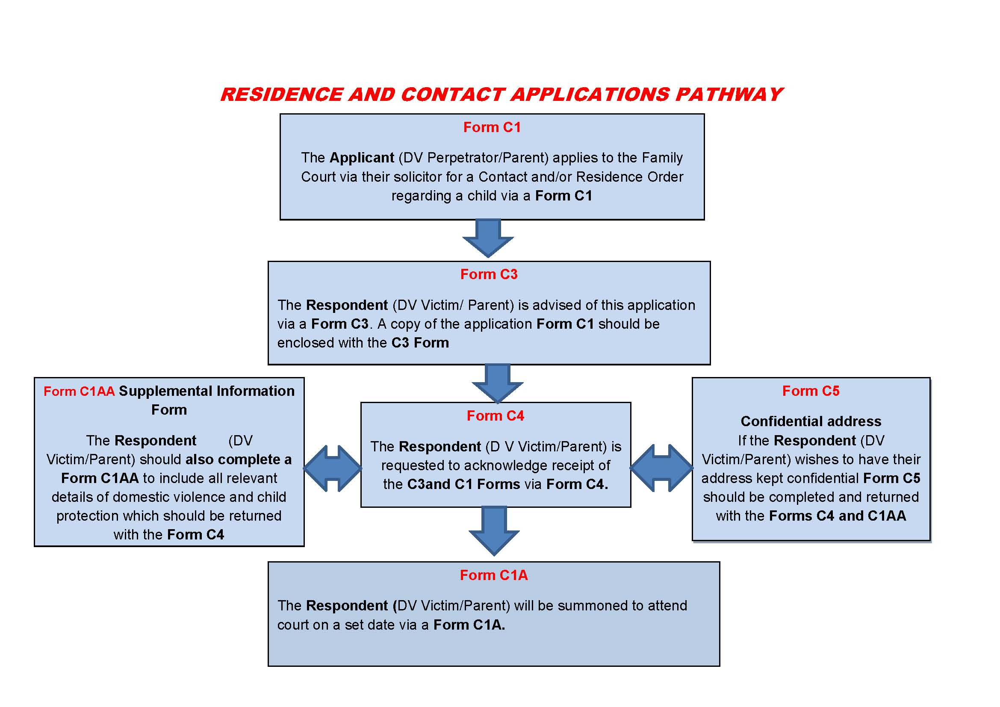 RESIDENCE AND CONTACT APPLICATIONS PATHWAY
Form C1
The Applicant (DV Perpetrator/Parent) applies to the Family
Court via their solicitor for a Contact and/or Residence Order
regarding a child via a Form C1
Form C3
The Respondent (DV Victim/ Parent) is advised of this application
via a Form C3. A copy of the application Form C1 should be
enclosed with the C3 Form
Form C1AA Supplemental Information
Form
The Respondent (DV
Victim/Parent) should also complete a
Form C1AA to include all relevant
details of domestic violence and child
protection which should be returned
with the Form C4
Form C4
The Respondent (D V Victim/Parent) is
requested to acknowledge receipt of
the C3and C1 Forms via Form C4.
Form C5
Confidential address
If the Respondent (DV
Victim/Parent) wishes to have their
address kept confidential Form C5
should be completed and returned
with the Forms C4 and C1AA
Form C1A
The Respondent (DV Victim/Parent) will be summoned to attend
court on a set date via a Form C1A.